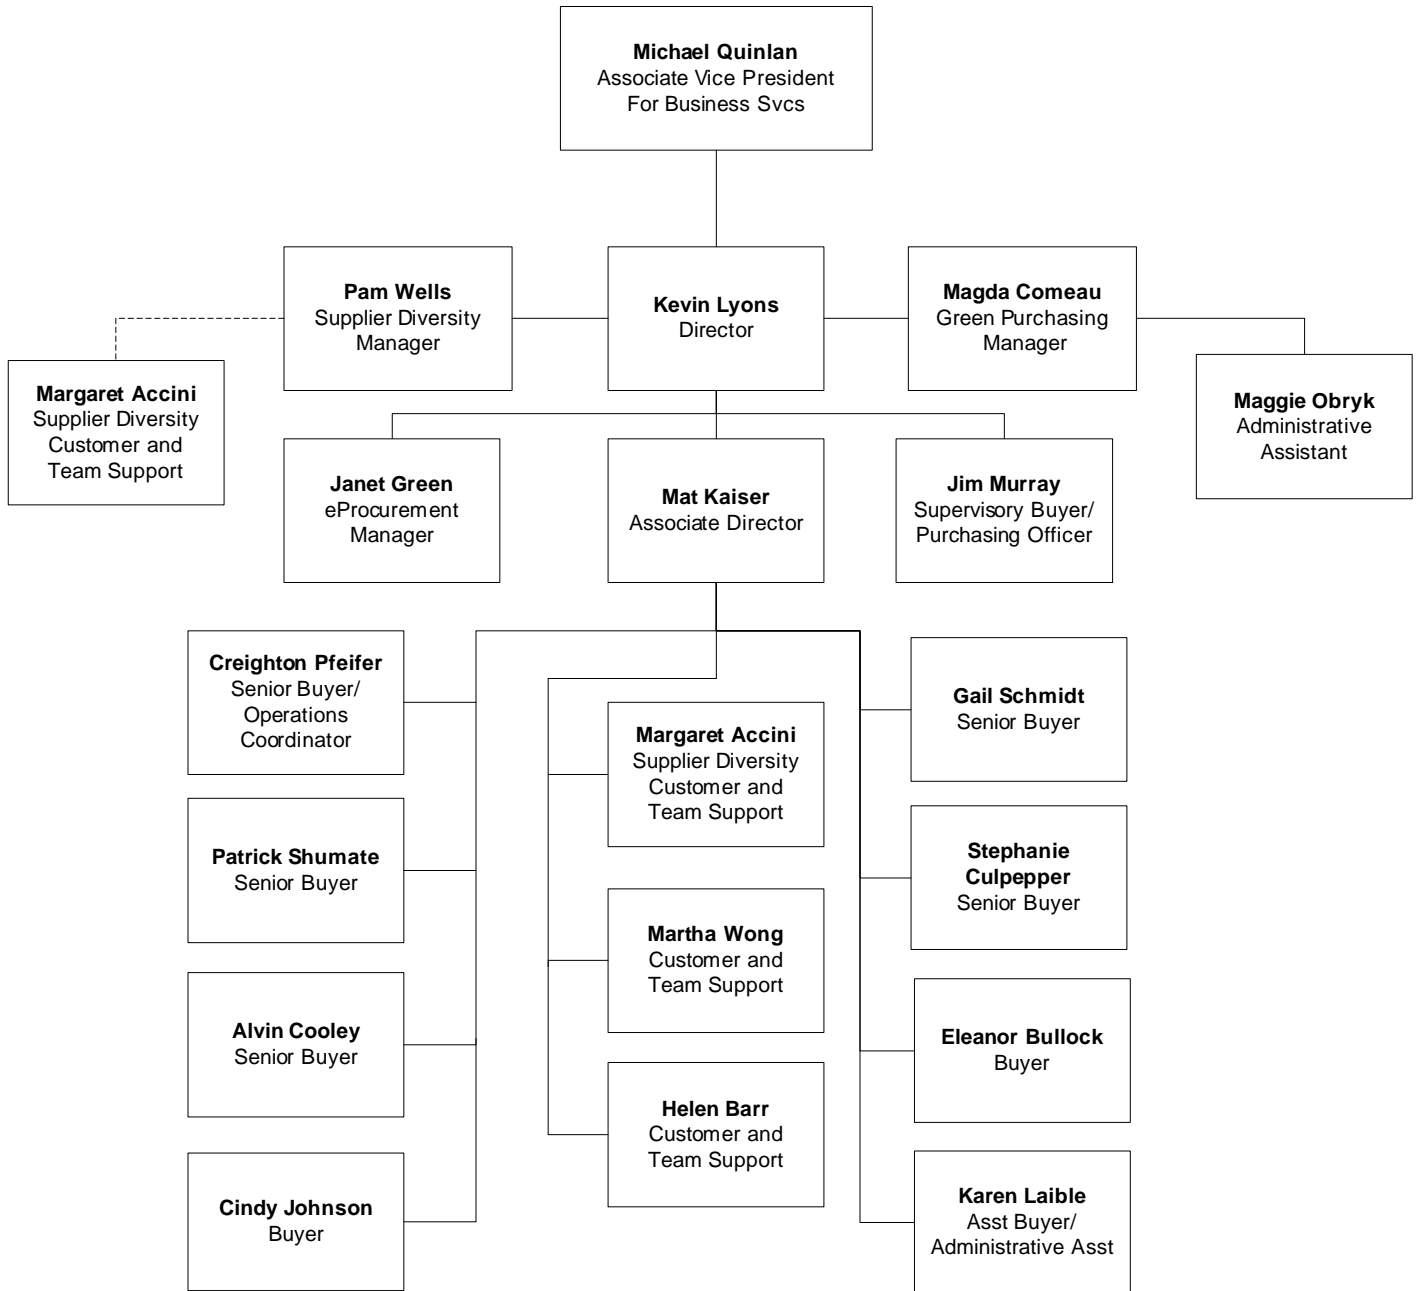 Michael Quinlan
Associate Vice President
For Business Svcs
Pam Wells
Supplier Diversity
Manager
Kevin Lyons
Director
Magda Comeau
Green Purchasing
Manager
Margaret Accini
Supplier Diversity
Customer and
Team Support
Maggie Obryk
Administrative
Assistant
Janet Green
eProcurement
Manager
Mat Kaiser
Associate Director
Jim Murray
Supervisory Buyer/
Purchasing Officer
Creighton Pfeifer
Senior Buyer/
Operations
Coordinator
Margaret Accini
Supplier Diversity
Customer and
Team Support
Gail Schmidt
Senior Buyer
Patrick Shumate
Senior Buyer
Stephanie
Culpepper
Senior Buyer
Martha Wong
Customer and
Team Support
Alvin Cooley
Senior Buyer
Eleanor Bullock
Buyer
Helen Barr
Customer and
Team Support
Cindy Johnson
Buyer
Karen Laible
Asst Buyer/
Administrative Asst